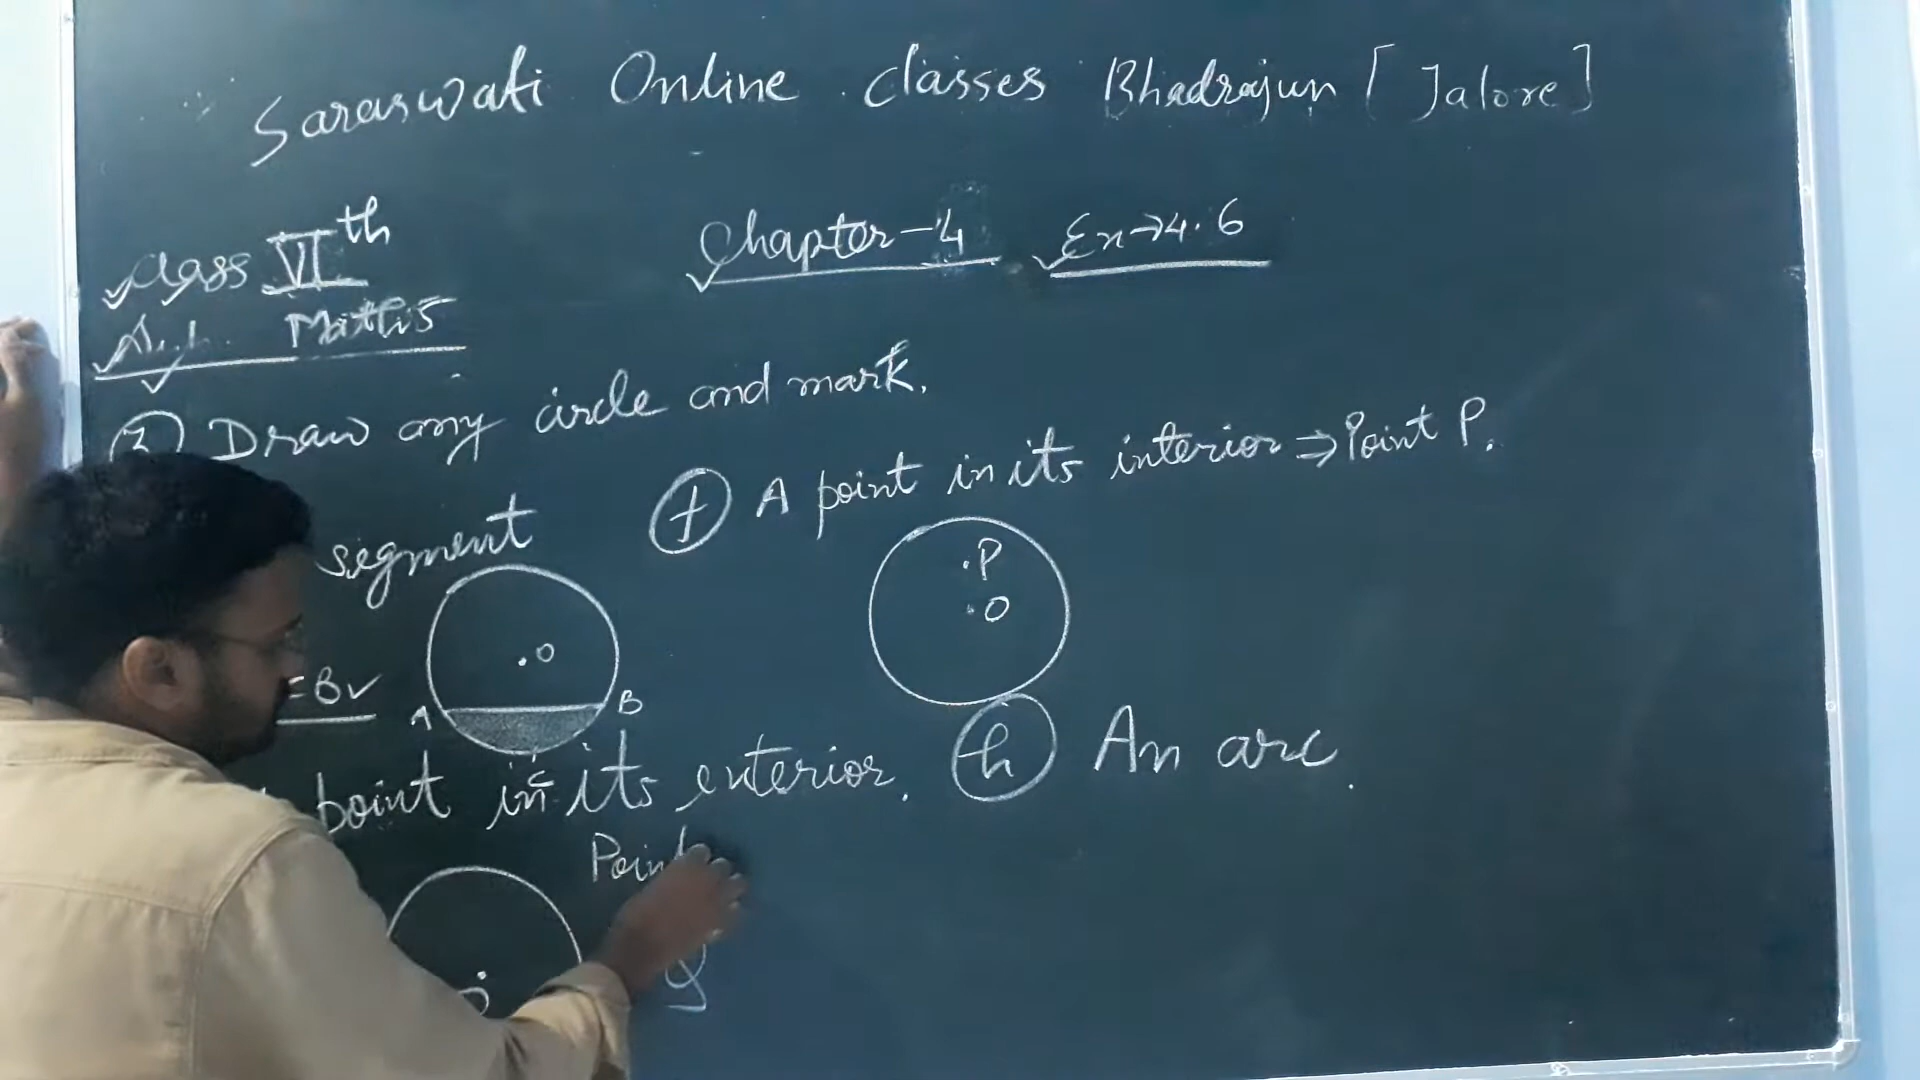 Saraswati Online classes Bhadrajun [Jalore]
Class VIth
Chapter-4 Ex→4.6
Maths
② Draw any circle and mark.
segment
ⓕ A point in its interior ⇒ Point P.
.P
.O
.O
=B✓
A B
C
point in its exterior.
ⓗ An arc.
Point
Q
O